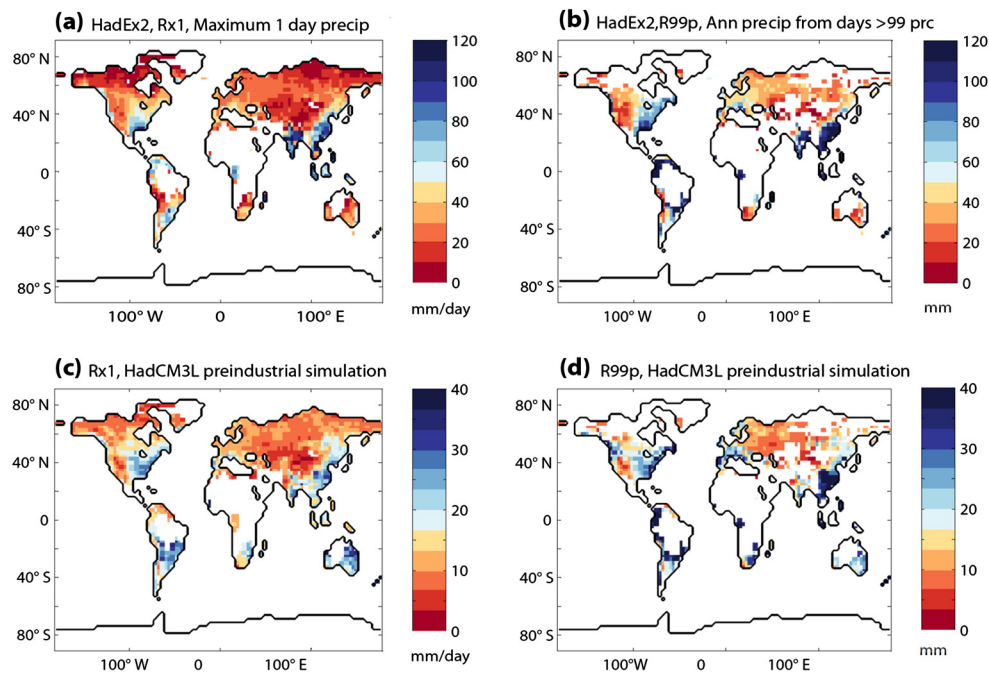 (a) HadEx2, Rx1, Maximum 1 day precip
80° N
40° N
0
40° S
80° S
100° W 0 100° E
120
100
80
60
40
20
0
mm/day
(b) HadEx2,R99p, Ann precip from days >99 prc
80° N
40° N
0
40° S
80° S
100° W 0 100° E
120
100
80
60
40
20
0
mm
(c) Rx1, HadCM3L preindustrial simulation
80° N
40° N
0
40° S
80° S
100° W 0 100° E
40
30
20
10
0
mm/day
(d) R99p, HadCM3L preindustrial simulation
80° N
40° N
0
40° S
80° S
100°W 0 100° E
40
30
20
10
0
mm